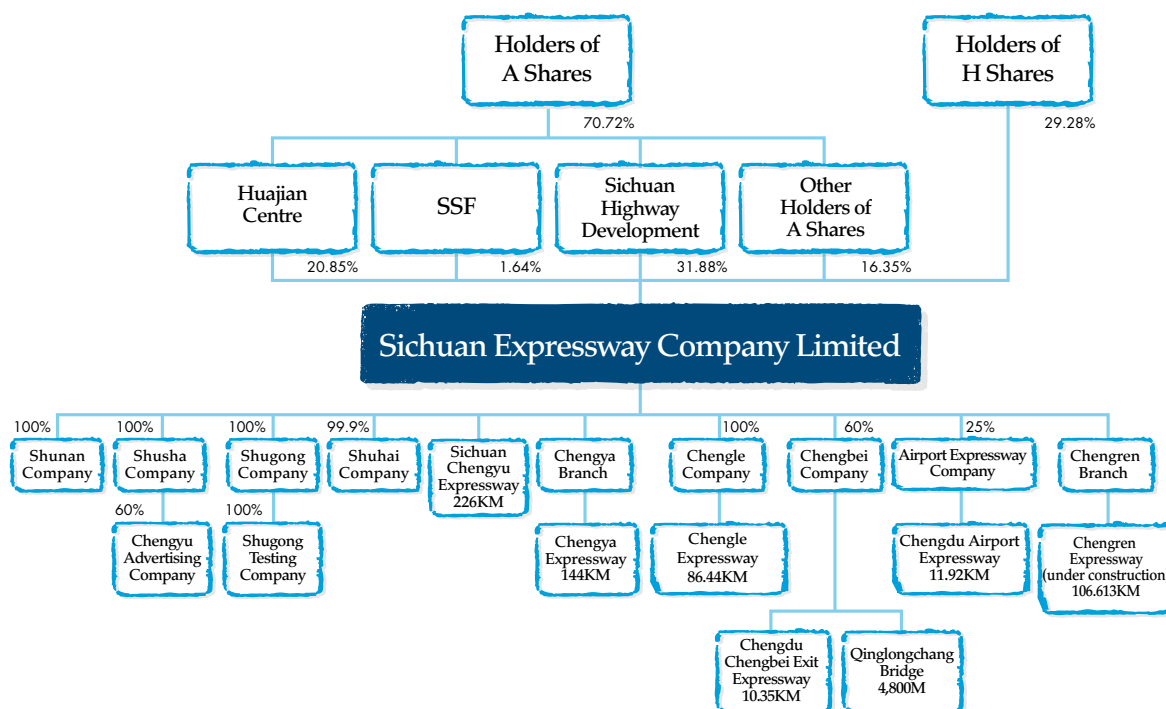 Holders of
A Shares
Holders of
H Shares
70.72%
29.28%
Huajian
Centre
SSF
Sichuan
Highway
Development
Other
Holders of
A Shares
20.85%
1.64%
31.88%
16.35%
Sichuan Expressway Company Limited
100%
100%
100%
99.9%
100%
60%
25%
Shunan
Company
Shusha
Company
Shugong
Company
Shuhai
Company
Sichuan
Chengyu
Expressway
226KM
Chengya
Branch
Chengle
Company
Chengbei
Company
Airport Expressway
Company
Chengren
Branch
60%
100%
Chengyu
Advertising
Company
Shugong
Testing
Company
Chengya
Expressway
144KM
Chengle
Expressway
86.44KM
Chengdu Airport
Expressway
11.92KM
Chengren
Expressway
(under construction
106.613KM
Chengdu
Chengbei Exit
Expressway
10.35KM
Qinglongchang
Bridge
4,800M